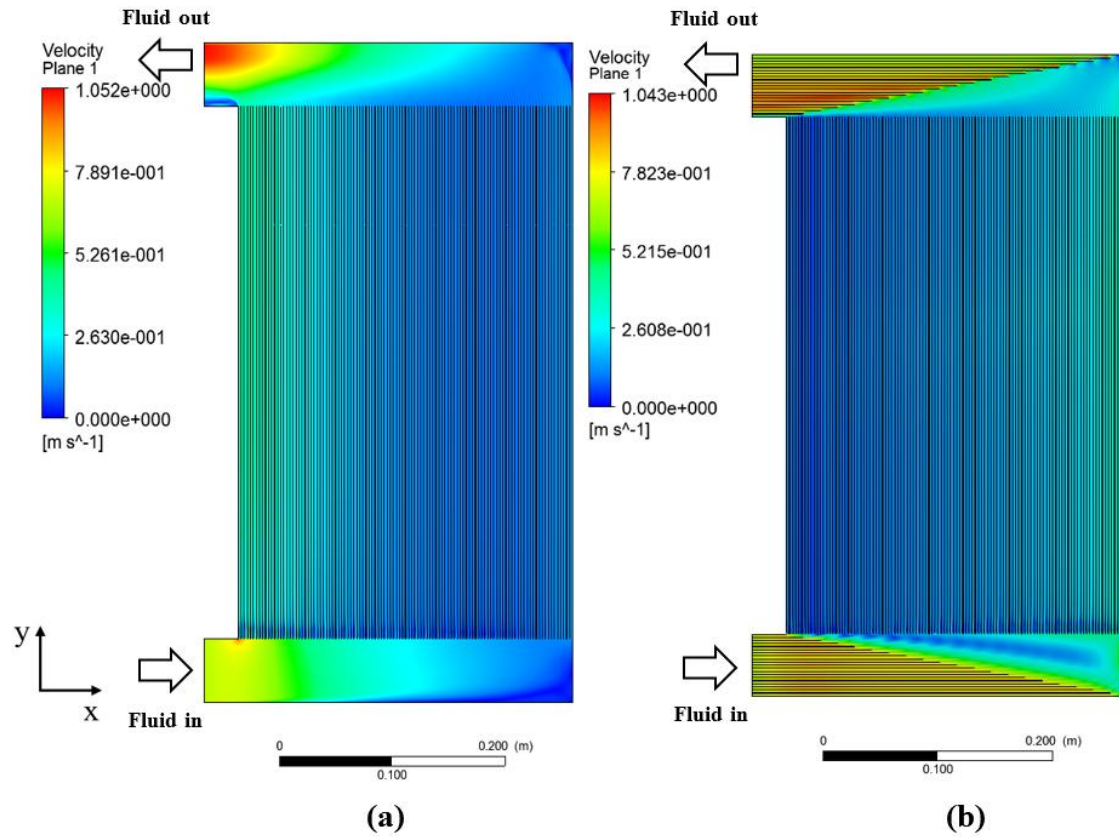 Fluid out
Velocity
Plane 1
1.052e+000
7.891e-001
5.261e-001
2.630e-001
0.000e+000
[m s^-1]
y
x
Fluid in
0 0.200 (m)
0.100
(a)
Fluid out
Velocity
Plane 1
1.043e+000
7.823e-001
5.215e-001
2.608e-001
0.000e+000
[m s^-1]
Fluid in
0 0.200 (m)
0.100
(b)